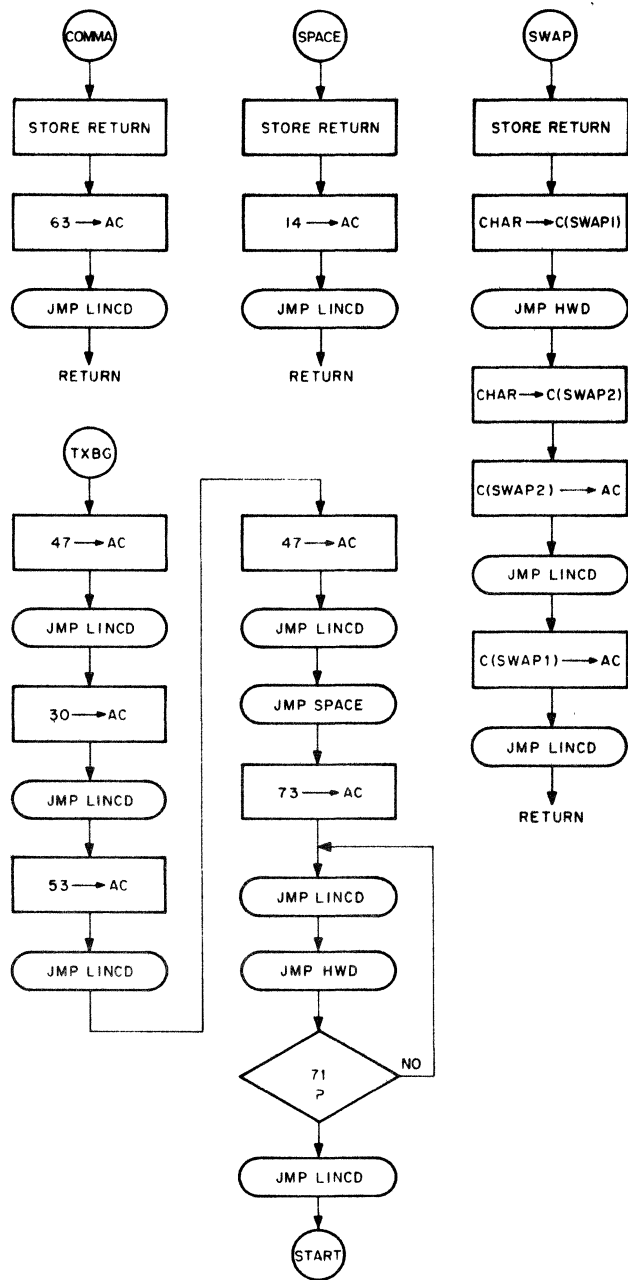 COMMA
STORE RETURN
63 → AC
JMP LINCD
RETURN
SPACE
STORE RETURN
14 → AC
JMP LINCD
RETURN
SWAP
STORE RETURN
CHAR → C(SWAP1)
JMP HWD
CHAR → C(SWAP2)
C(SWAP2) → AC
JMP LINCD
C(SWAP1) → AC
JMP LINCD
RETURN
TXBG
47 → AC
JMP LINCD
30 → AC
JMP LINCD
53 → AC
JMP LINCD
47 → AC
JMP LINCD
JMP SPACE
73 → AC
JMP LINCD
JMP HWD
71
?
NO
JMP LINCD
START